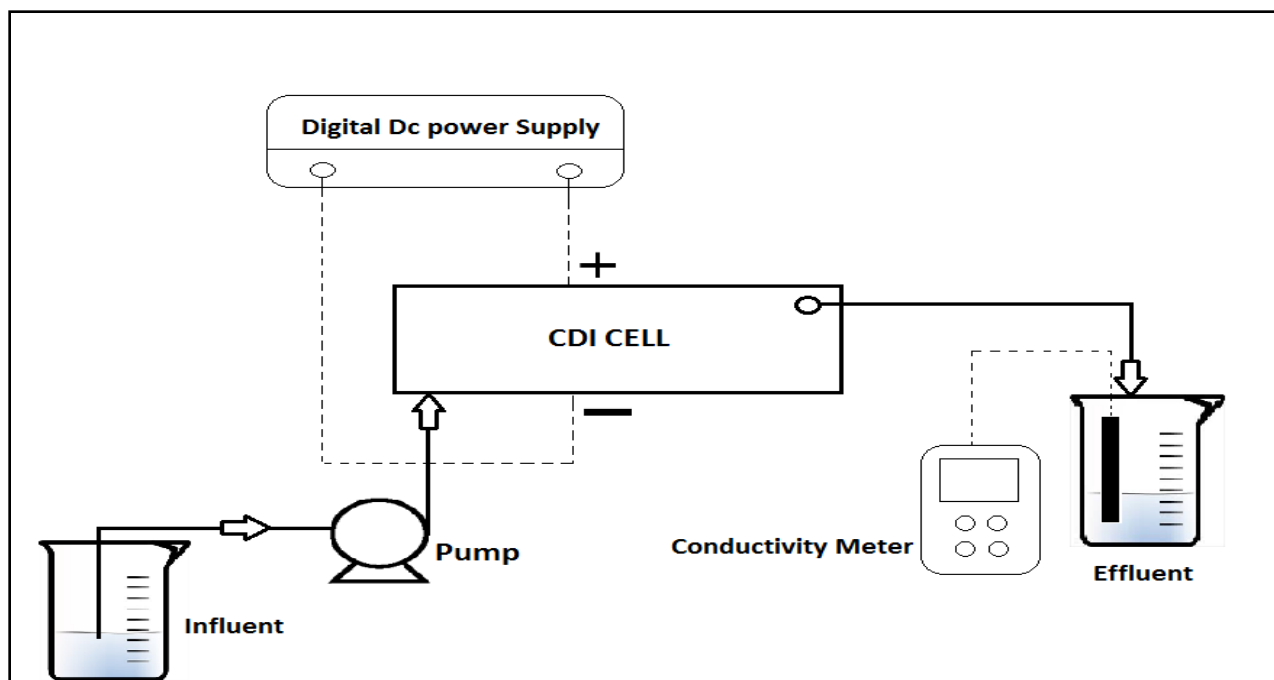 Digital Dc power Supply
+
CDI CELL
−
Pump
Conductivity Meter
Effluent
Influent